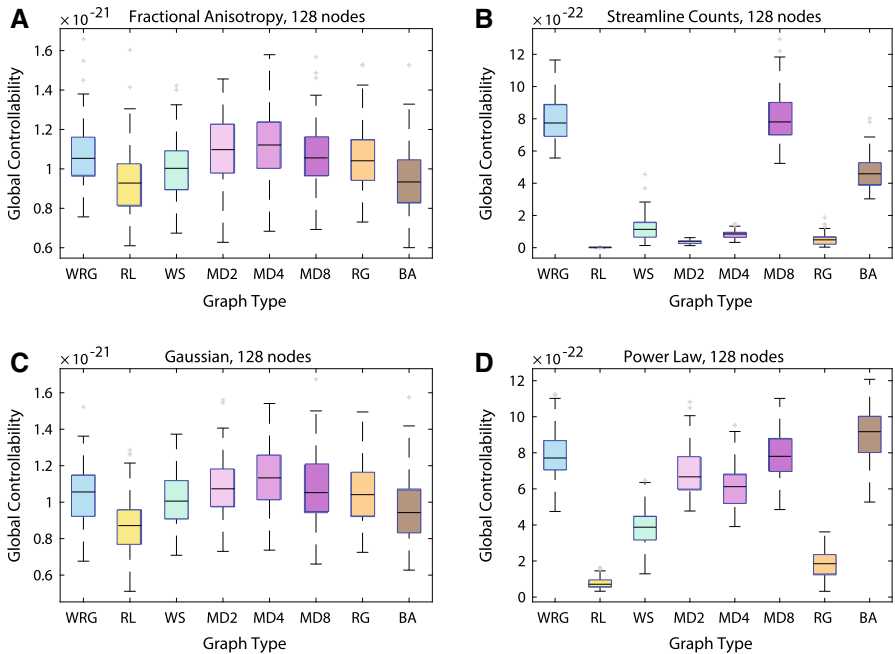 A
Fractional Anisotropy, 128 nodes
×10-21
Global Controllability
1.6
1.4
1.2
1
0.8
0.6
WRG RL WS MD2 MD4 MD8 RG BA
Graph Type
B
Streamline Counts, 128 nodes
×10-22
Global Controllability
12
10
8
6
4
2
0
WRG RL WS MD2 MD4 MD8 RG BA
Graph Type
C
Gaussian, 128 nodes
×10-21
Global Controllability
1.6
1.4
1.2
1
0.8
0.6
WRG RL WS MD2 MD4 MD8 RG BA
Graph Type
D
Power Law, 128 nodes
×10-22
Global Controllability
12
10
8
6
4
2
0
WRG RL WS MD2 MD4 MD8 RG BA
Graph Type